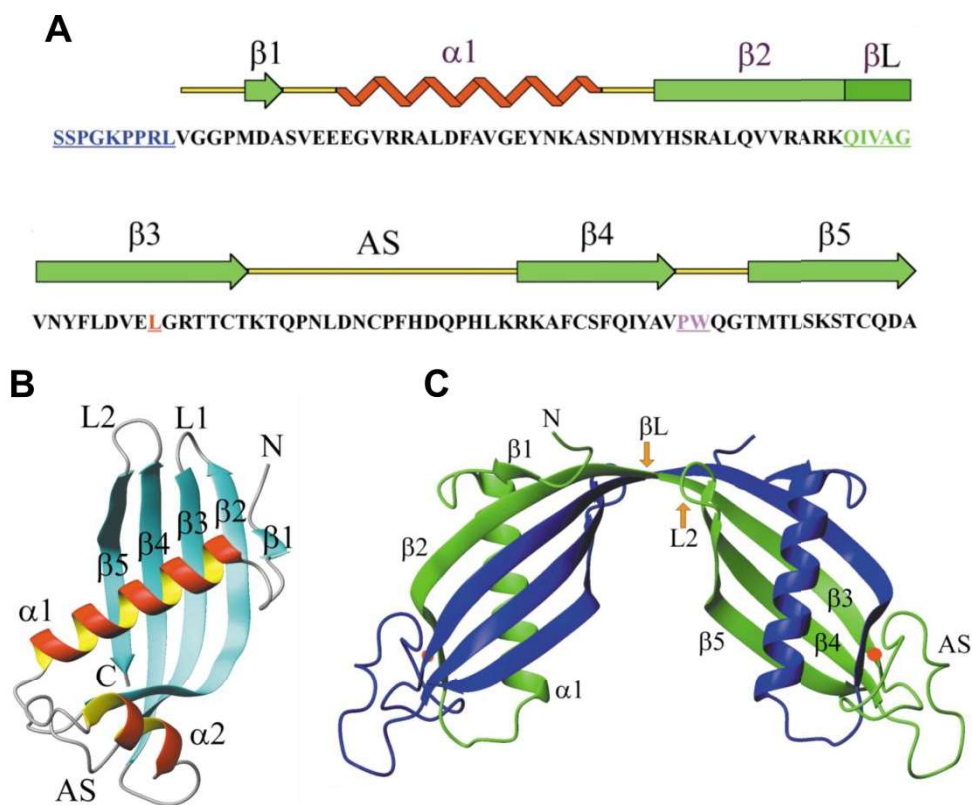 A
β1 α1 β2 βL
SSPGKPPRLVGGPMDASVEEEGVRRALDFAVGEYNKASNDMYHSRALQVVRARKQIVAG
β3 AS β4 β5
VNYFLDVELGRTTCTKTQPNLDNCPFHDQPHLKRKAFCSFQIYAVPWQGTMTLSKSTCQDA
B
L2 L1 N
β5 β4 β3 β2 β1
α1
C
α2
AS
C
N βL
β1
L2
β2
β3
β5 β4 AS
α1